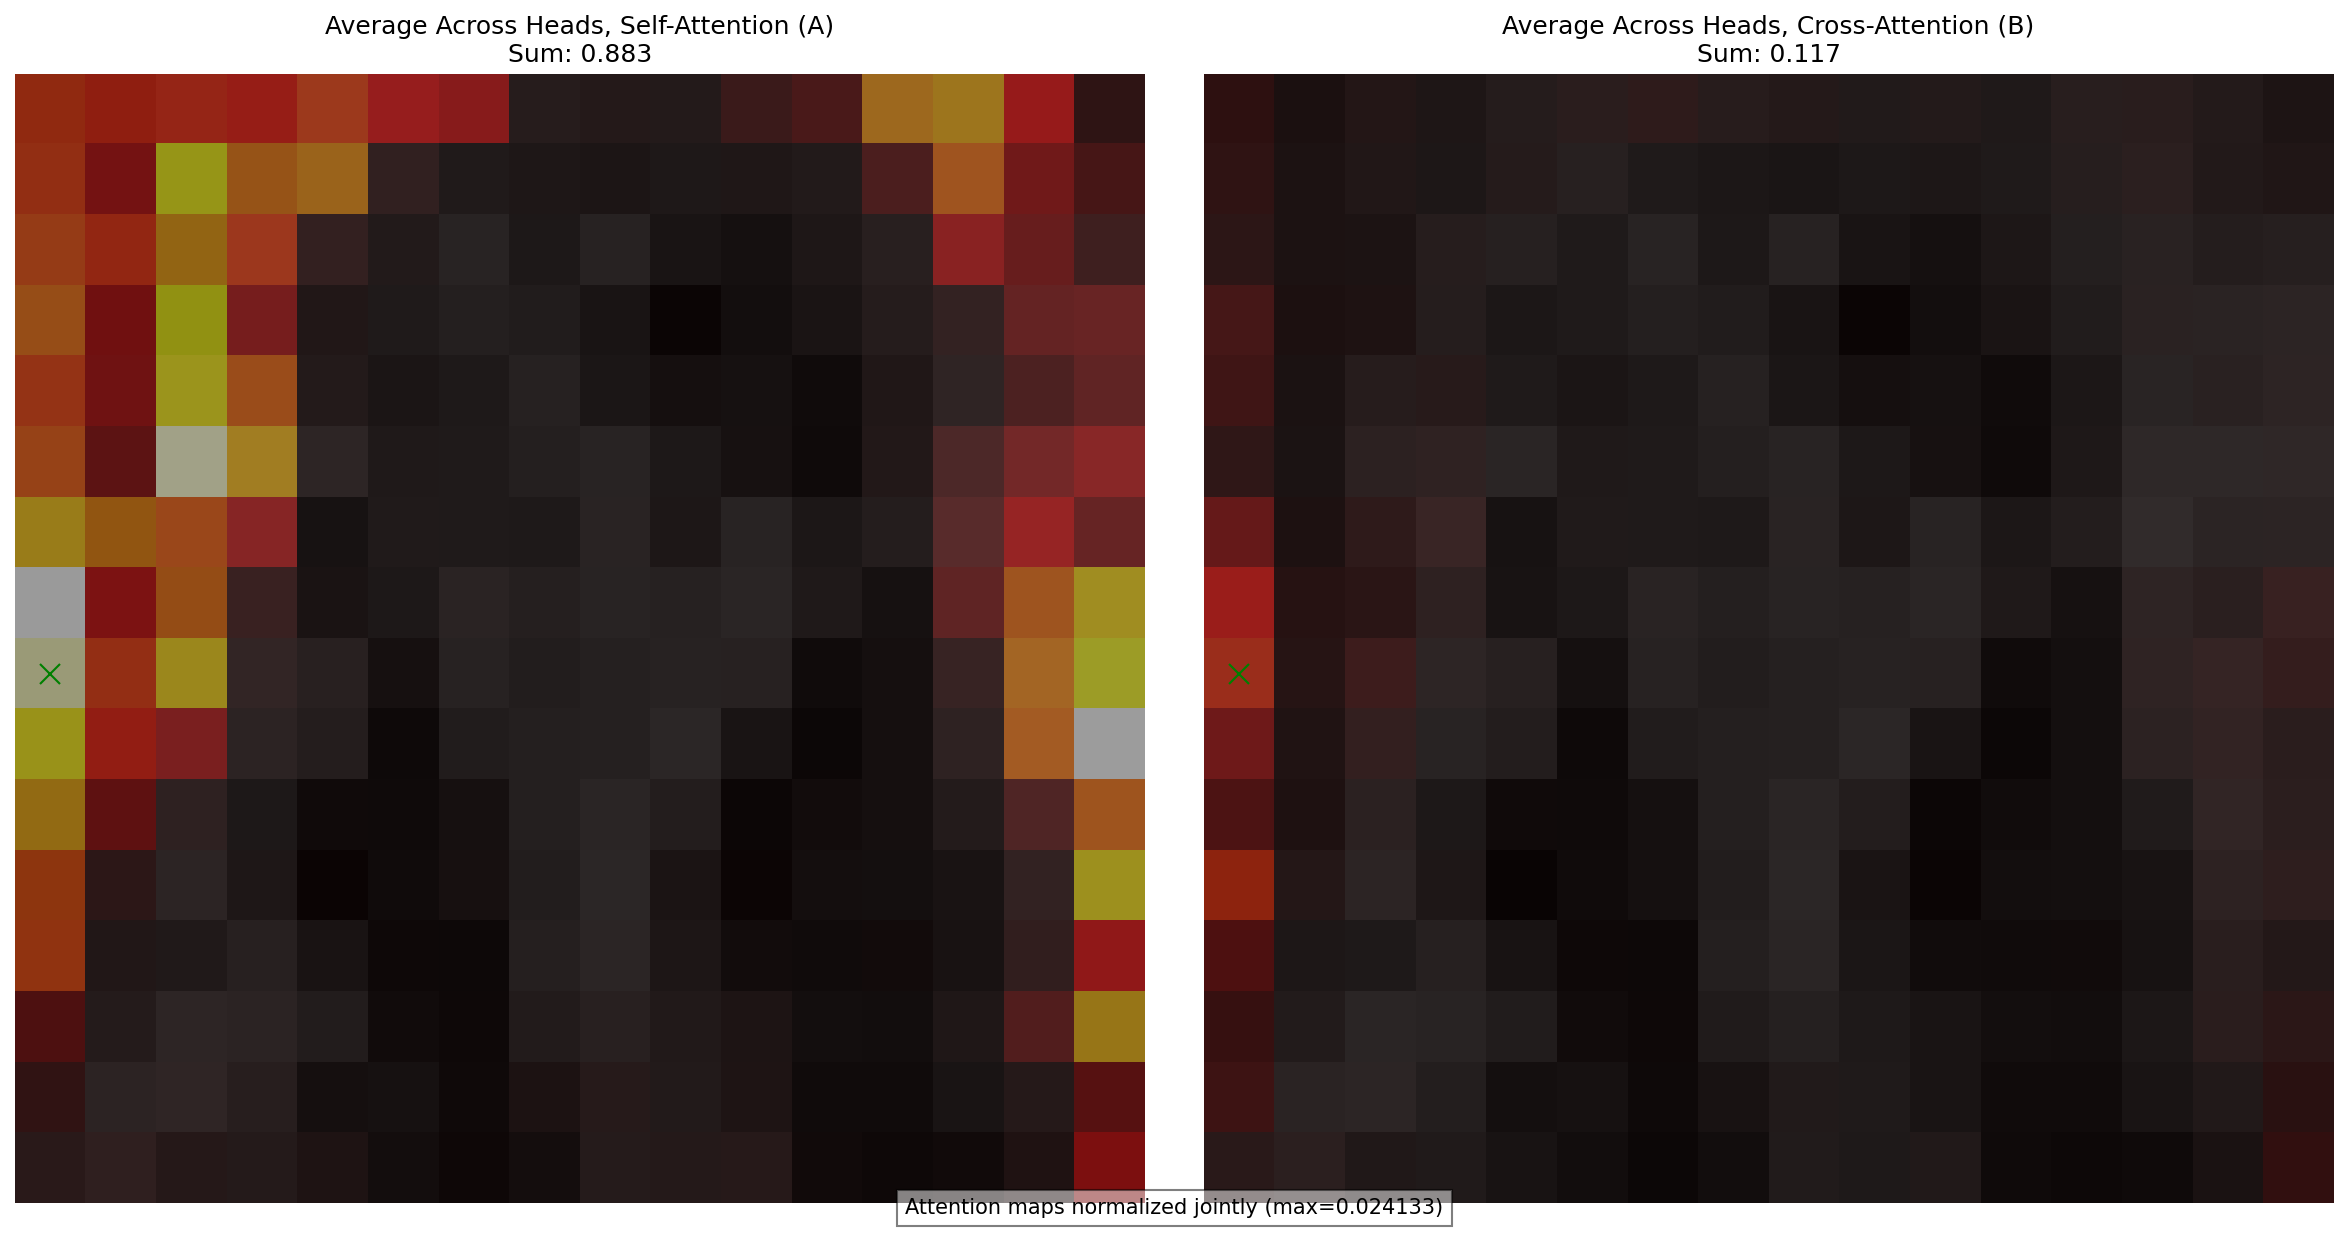 Average Across Heads, Self-Attention (A)
Sum: 0.883
Average Across Heads, Cross-Attention (B)
Sum: 0.117
Attention maps normalized jointly (max=0.024133)